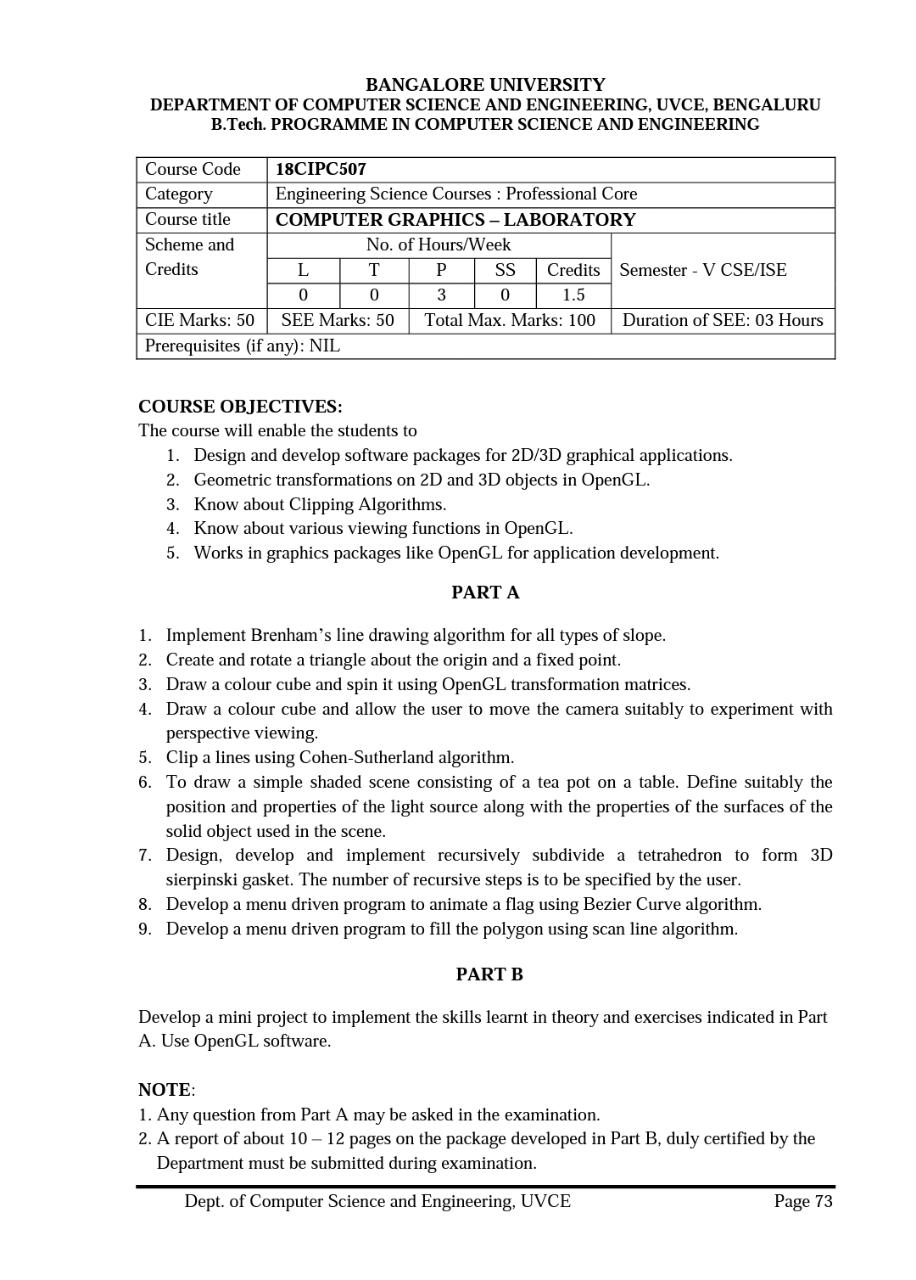 BANGALORE UNIVERSITY
DEPARTMENT OF COMPUTER SCIENCE AND ENGINEERING, UVCE, BENGALURU
B.Tech. PROGRAMME IN COMPUTER SCIENCE AND ENGINEERING
Course Code 18CIPC507
Category Engineering Science Courses : Professional Core
Course title COMPUTER GRAPHICS – LABORATORY
Scheme and No. of Hours/Week
Credits L T P SS Credits Semester - V CSE/ISE
0 0 3 0 1.5
CIE Marks: 50 SEE Marks: 50 Total Max. Marks: 100 Duration of SEE: 03 Hours
Prerequisites (if any): NIL
COURSE OBJECTIVES:
The course will enable the students to
1. Design and develop software packages for 2D/3D graphical applications.
2. Geometric transformations on 2D and 3D objects in OpenGL.
3. Know about Clipping Algorithms.
4. Know about various viewing functions in OpenGL.
5. Works in graphics packages like OpenGL for application development.
PART A
1. Implement Brenham’s line drawing algorithm for all types of slope.
2. Create and rotate a triangle about the origin and a fixed point.
3. Draw a colour cube and spin it using OpenGL transformation matrices.
4. Draw a colour cube and allow the user to move the camera suitably to experiment with
perspective viewing.
5. Clip a lines using Cohen-Sutherland algorithm.
6. To draw a simple shaded scene consisting of a tea pot on a table. Define suitably the
position and properties of the light source along with the properties of the surfaces of the
solid object used in the scene.
7. Design, develop and implement recursively subdivide a tetrahedron to form 3D
sierpinski gasket. The number of recursive steps is to be specified by the user.
8. Develop a menu driven program to animate a flag using Bezier Curve algorithm.
9. Develop a menu driven program to fill the polygon using scan line algorithm.
PART B
Develop a mini project to implement the skills learnt in theory and exercises indicated in Part
A. Use OpenGL software.
NOTE:
1. Any question from Part A may be asked in the examination.
2. A report of about 10 – 12 pages on the package developed in Part B, duly certified by the
Department must be submitted during examination.
Dept. of Computer Science and Engineering, UVCE Page 73